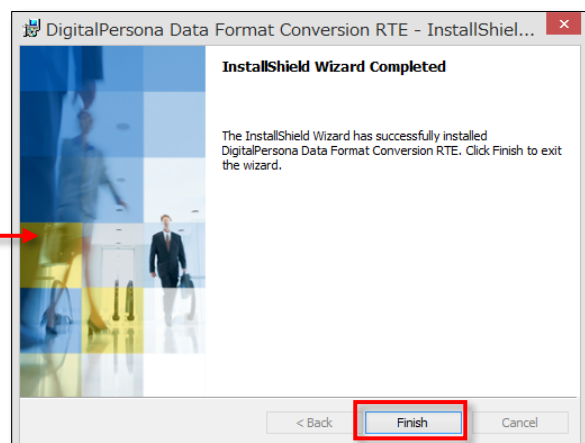 DigitalPersona Data Format Conversion RTE - InstallShiel...
InstallShield Wizard Completed
The InstallShield Wizard has successfully installed
DigitalPersona Data Format Conversion RTE. Click Finish to exit
the wizard.
< Back
Finish
Cancel